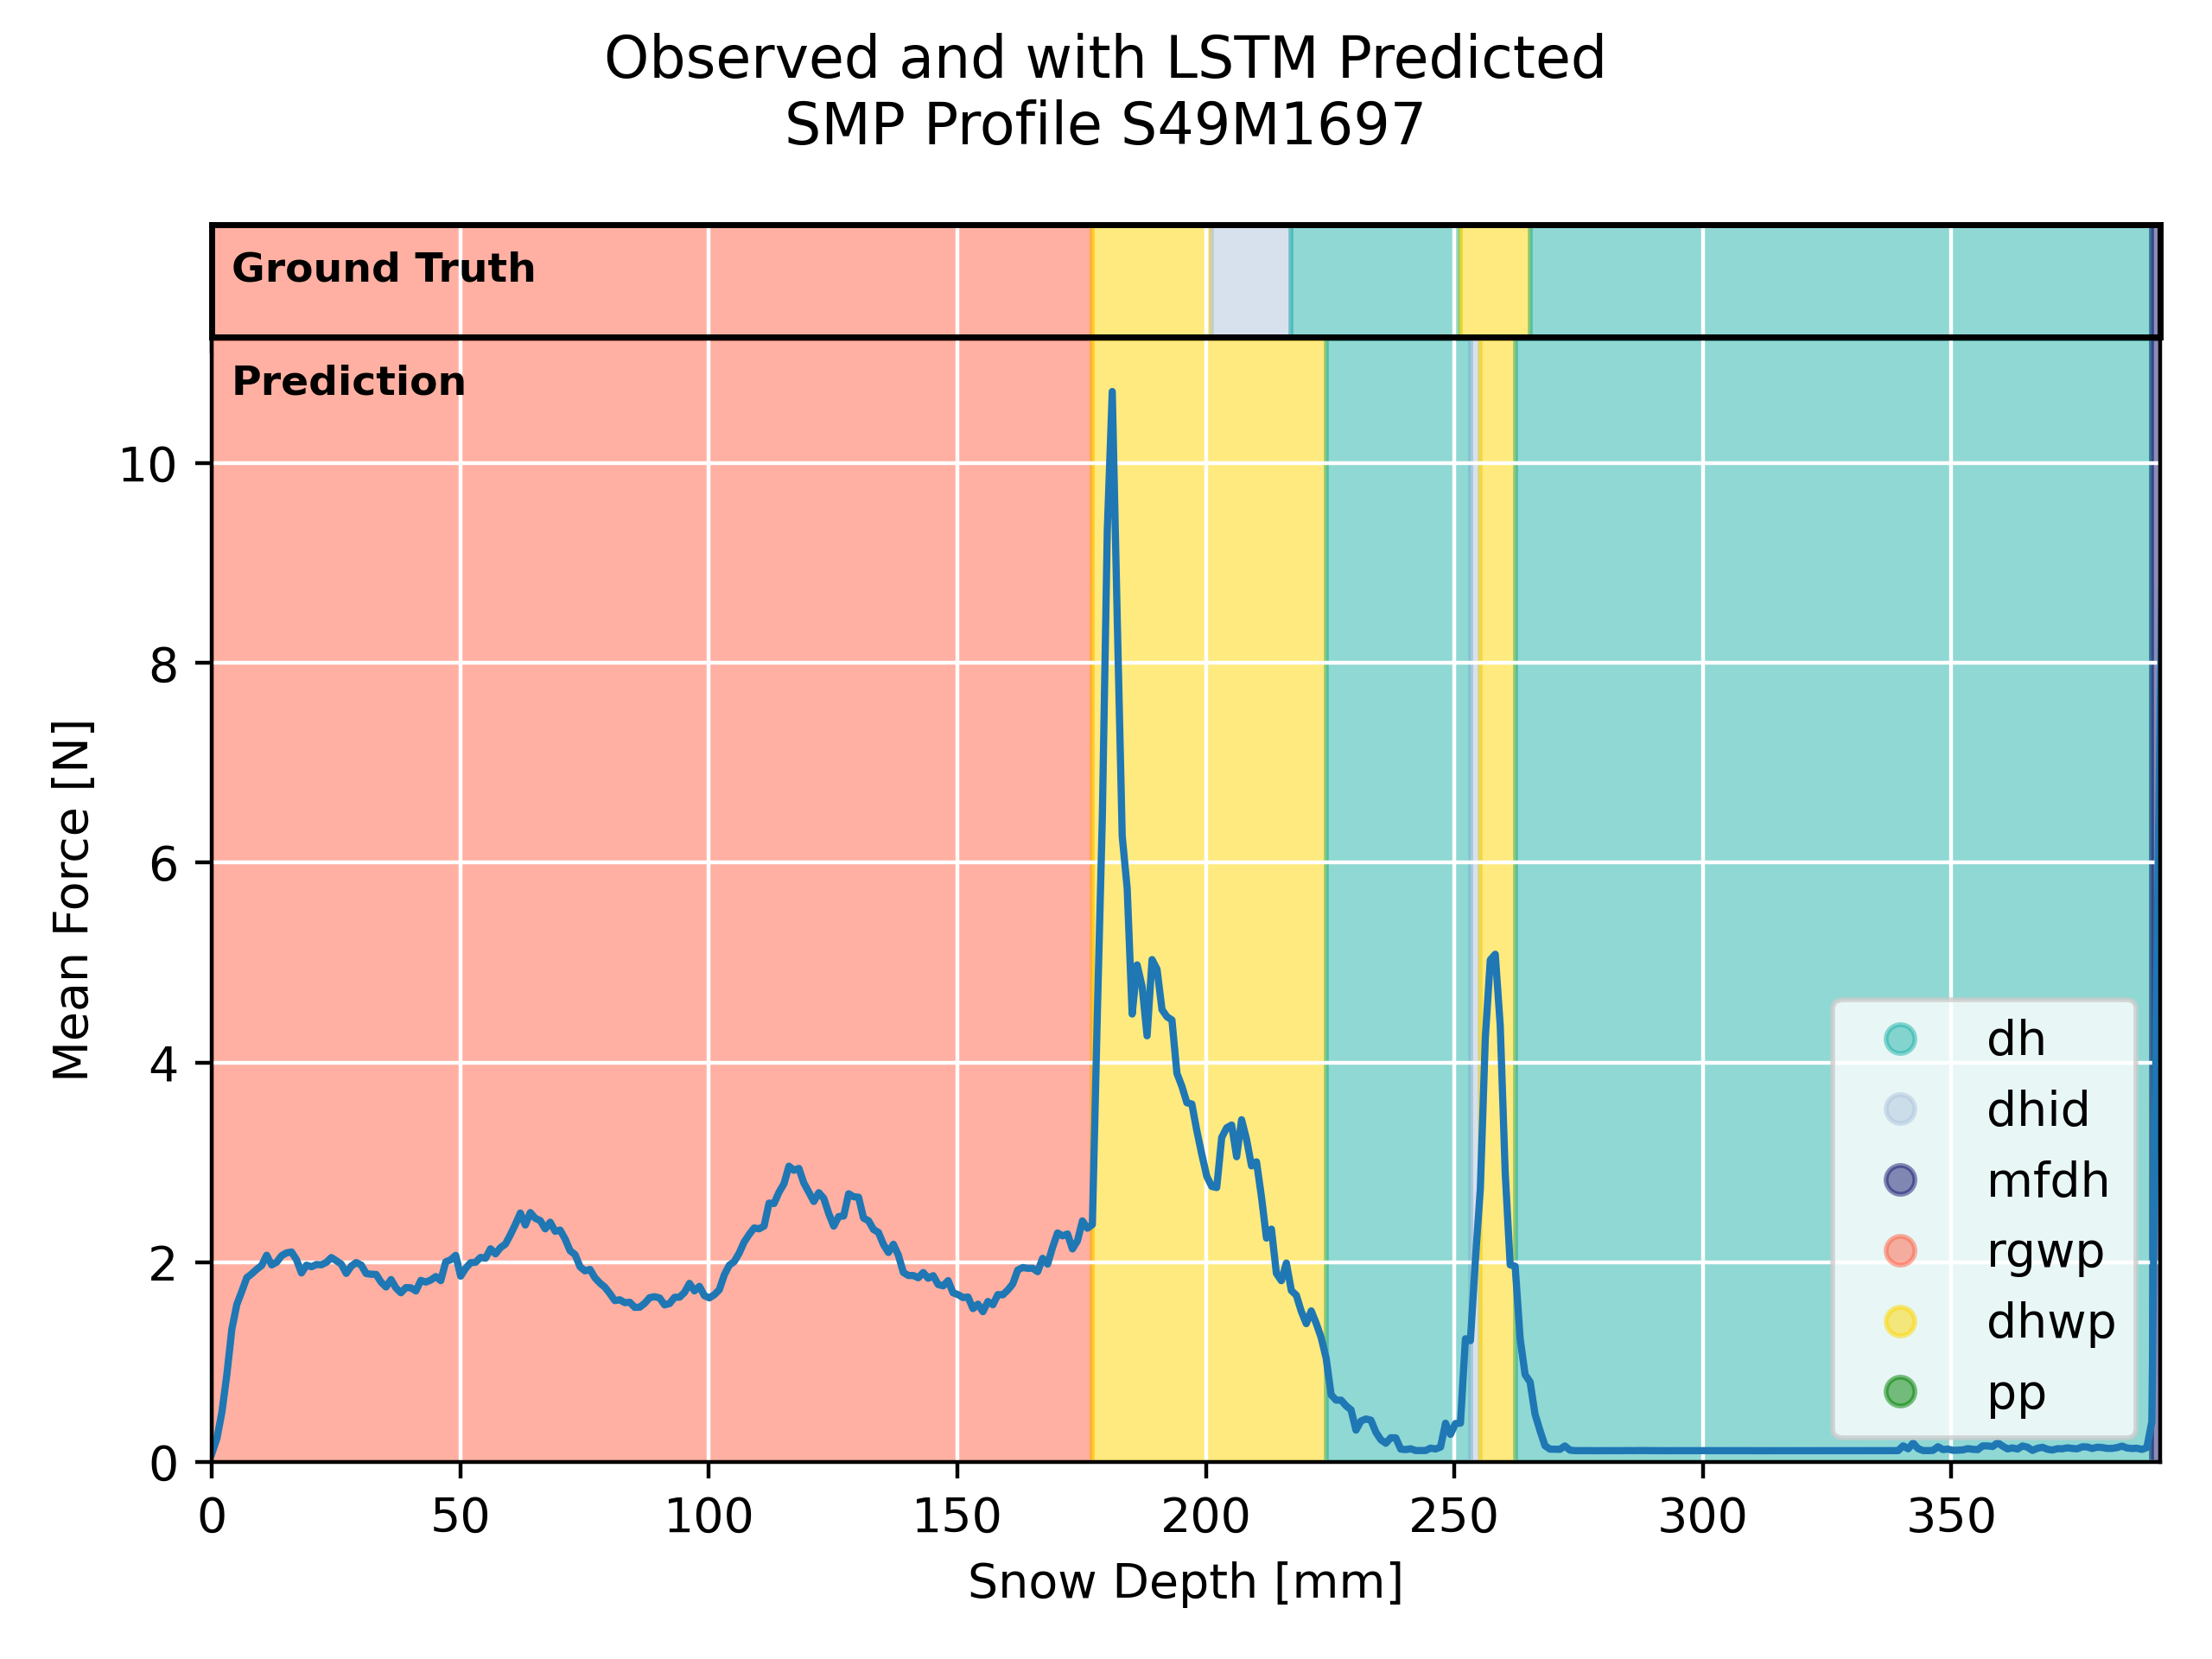 Observed and with LSTM Predicted
SMP Profile S49M1697
Ground Truth
Prediction
10
8
6
4
2
0
Mean Force [N]
dh
dhid
mfdh
rgwp
dhwp
pp
0 50 100 150 200 250 300 350
Snow Depth [mm]